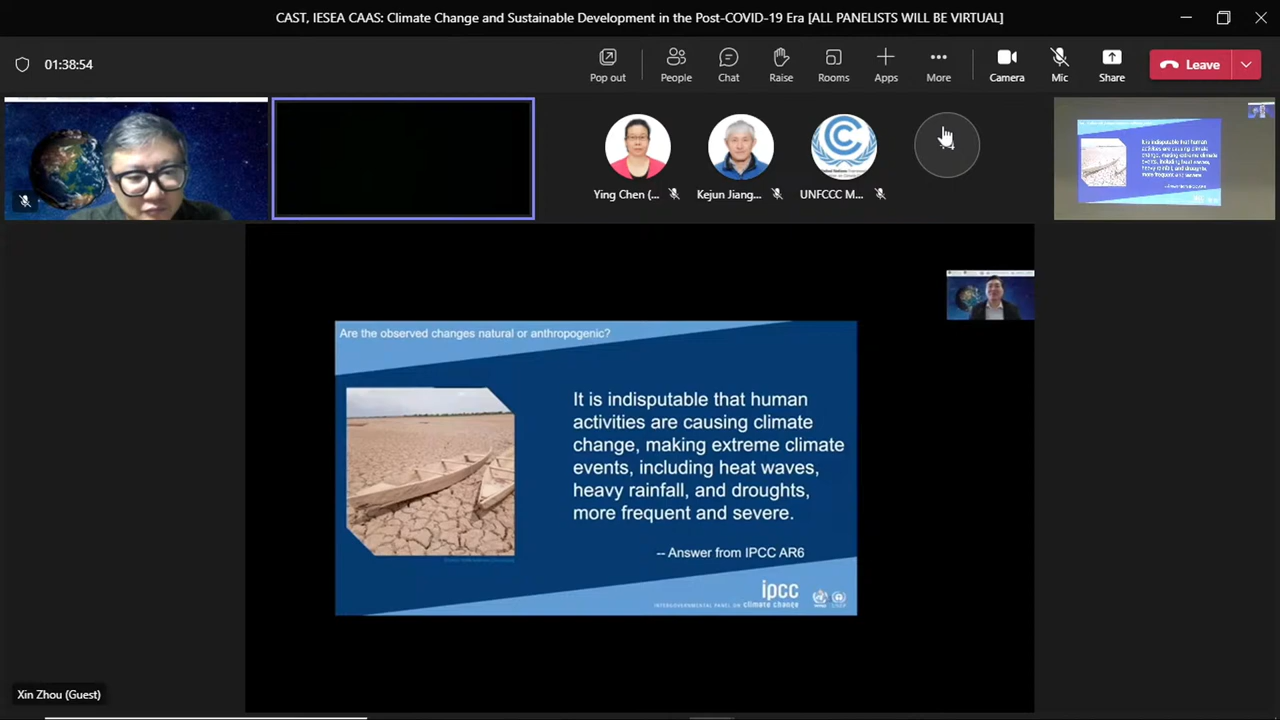 CAST, IESEA CAAS: Climate Change and Sustainable Development in the Post-COVID-19 Era [ALL PANELISTS WILL BE VIRTUAL]
01:38:54
Pop out
People
Chat
Raise
Rooms
Apps
More
Camera
Mic
Share
Leave
Ying Chen (...
Kejun Jiang...
UNFCCC M...
Are the observed changes natural or anthropogenic?
It is indisputable that human
activities are causing climate
change, making extreme climate
events, including heat waves,
heavy rainfall, and droughts,
more frequent and severe.
-- Answer from IPCC AR6
ipcc
INTERGOVERNMENTAL PANEL ON climate change
Xin Zhou (Guest)